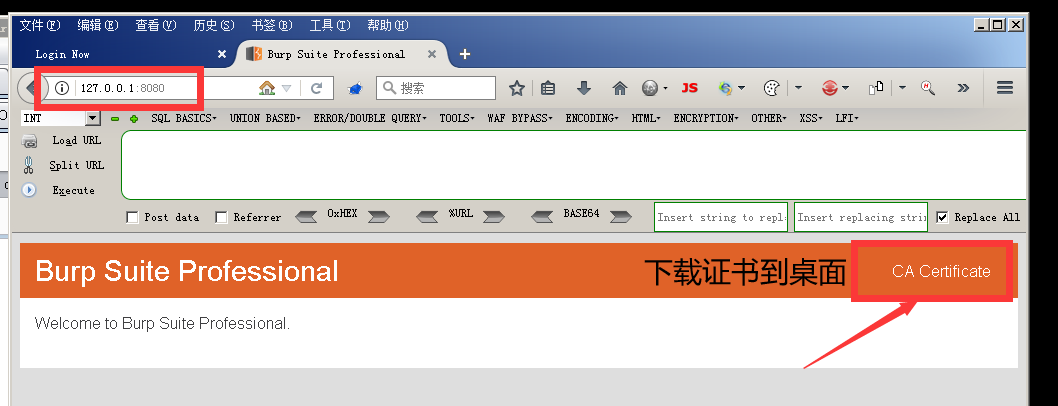 文件(F) 编辑(E) 查看(V) 历史(S) 书签(B) 工具(T) 帮助(H)
Login Now × Burp Suite Professional × +
127.0.0.1:8080 搜索 JS
INT SQL BASICS UNION BASED ERROR/DOUBLE QUERY TOOLS WAF BYPASS ENCODING HTML ENCRYPTION OTHER XSS LFI
Load URL
Split URL
Execute
Post data Referrer 0xHEX %URL BASE64 Insert string to repl Insert replacing strin Replace All
Burp Suite Professional 下载证书到桌面 CA Certificate
Welcome to Burp Suite Professional.